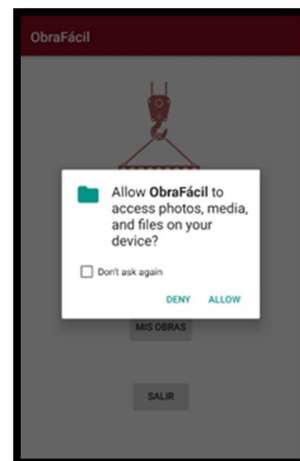 ObraFácil
Allow ObraFácil to
access photos, media,
and files on your
device?
Don't ask again
DENY ALLOW
MIS OBRAS
SALIR